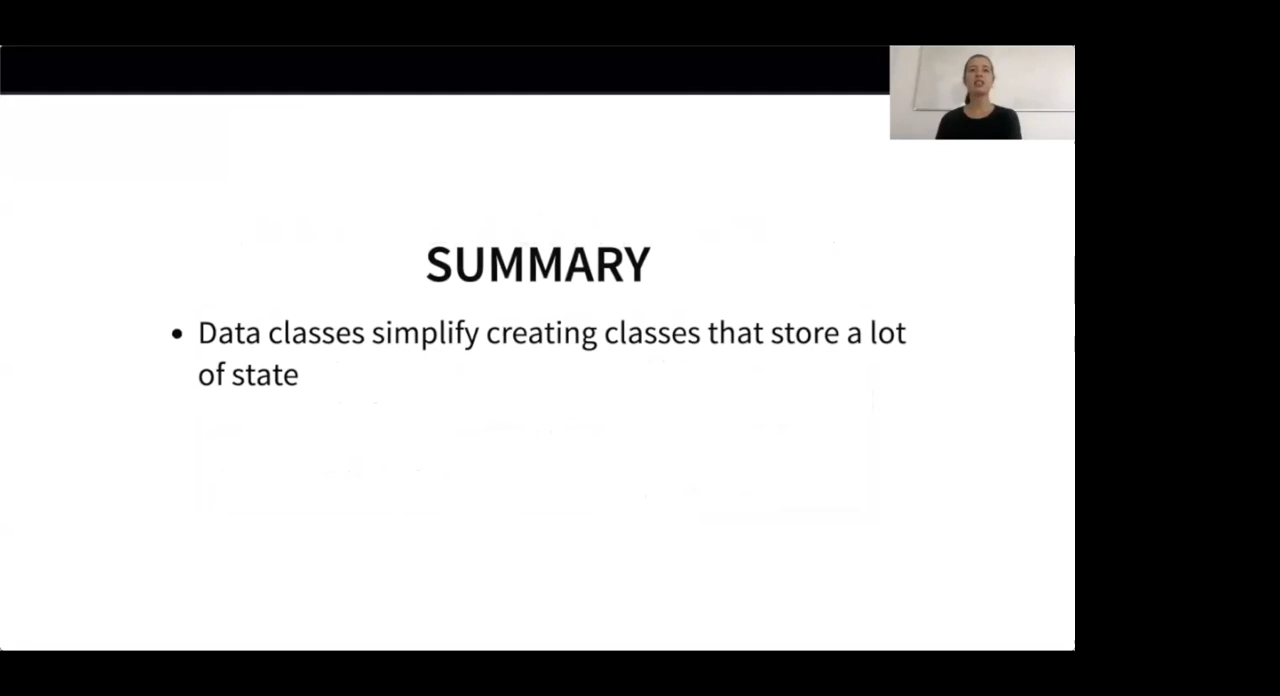 SUMMARY
• Data classes simplify creating classes that store a lot
of state